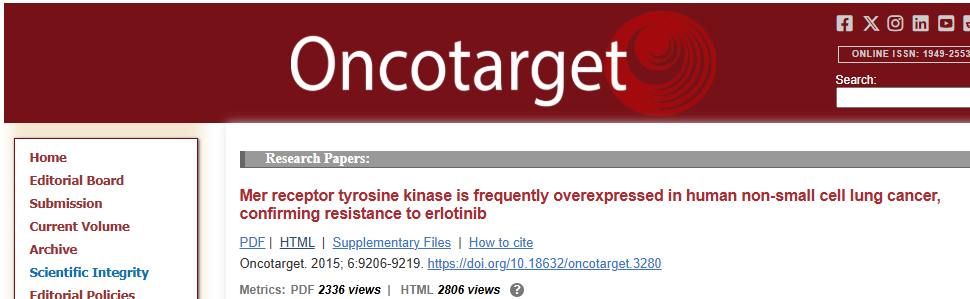 Oncotarget
ONLINE ISSN: 1949-2553
Search:
Home
Editorial Board
Submission
Current Volume
Archive
Scientific Integrity
Editorial Policies
Research Papers:
Mer receptor tyrosine kinase is frequently overexpressed in human non-small cell lung cancer,
confirming resistance to erlotinib
PDF | HTML | Supplementary Files | How to cite
Oncotarget. 2015; 6:9206-9219. https://doi.org/10.18632/oncotarget.3280
Metrics: PDF 2336 views | HTML 2806 views ?